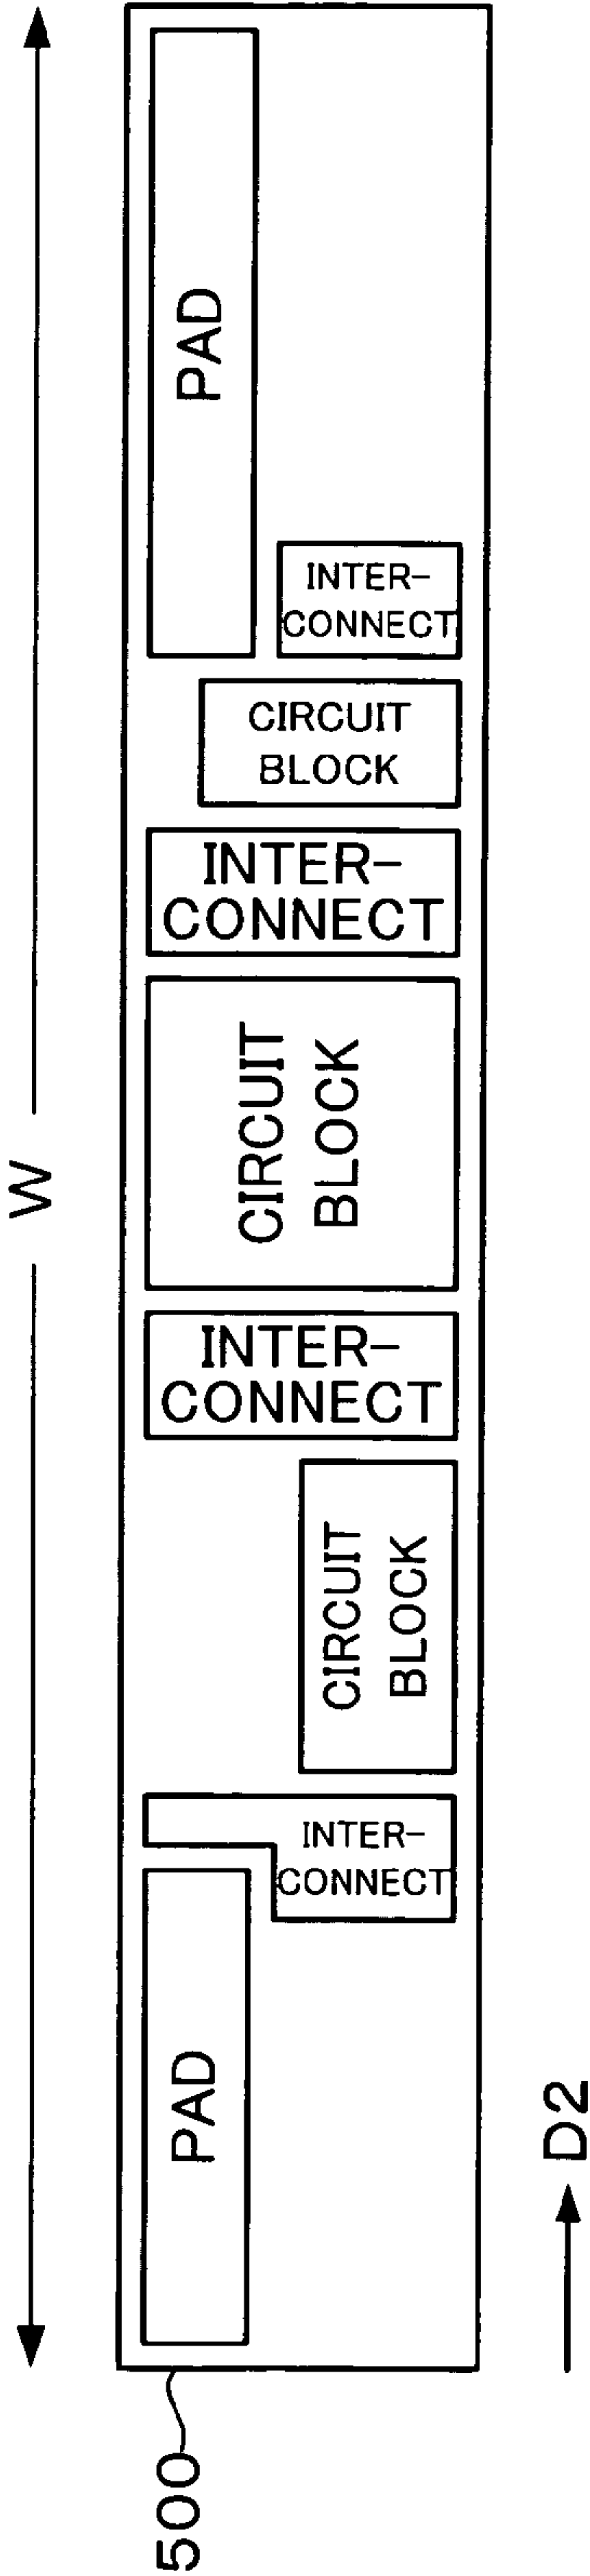 W
PAD
INTER-
CONNECT
CIRCUIT
BLOCK
INTER-
CONNECT
CIRCUIT
BLOCK
INTER-
CONNECT
CIRCUIT
BLOCK
INTER-
CONNECT
PAD
D2
500